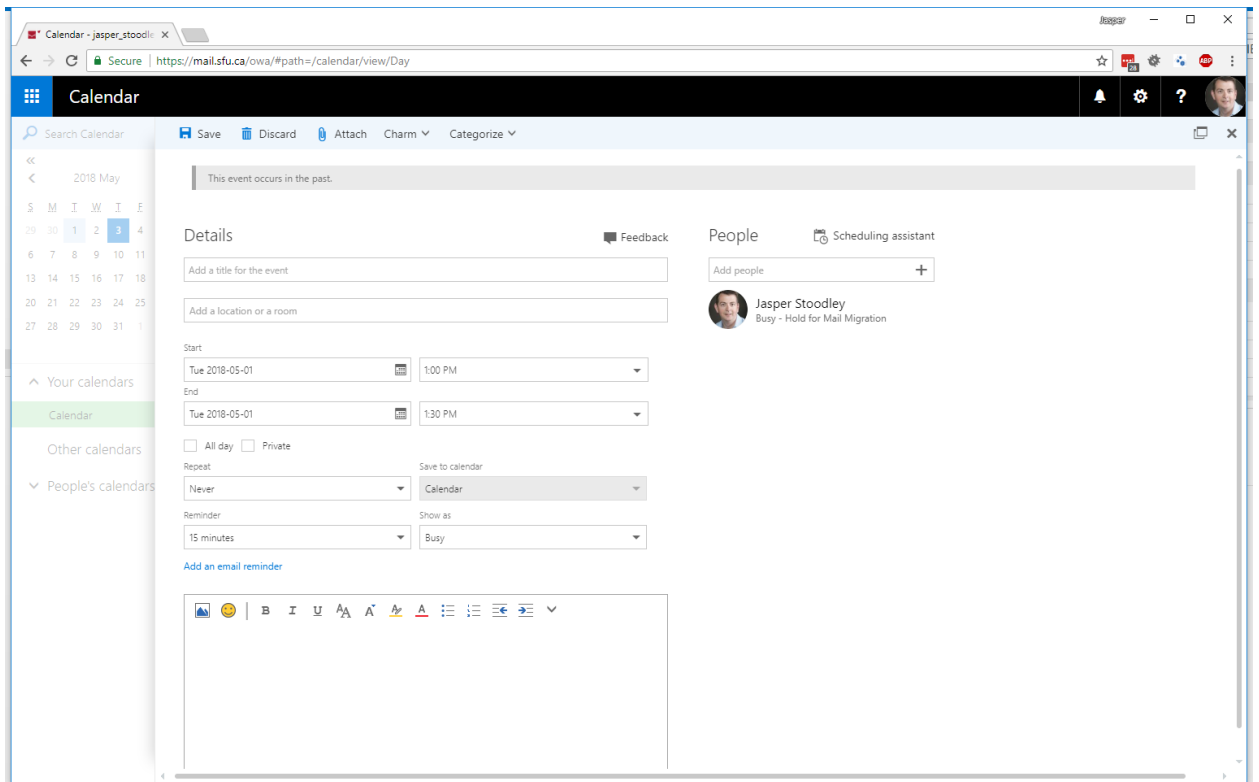 Jasper
Calendar - jasper_stoodle
Secure https://mail.sfu.ca/owa/#path=/calendar/view/Day
28 ABP
Calendar ?
Search Calendar Save Discard Attach Charm Categorize
2018 May
This event occurs in the past.
S M T W T F
29 30 1 2 3 4
6 7 8 9 10 11
13 14 15 16 17 18
20 21 22 23 24 25
27 28 29 30 31 1
Your calendars
Calendar
Other calendars
People's calendars
Details Feedback
Add a title for the event
Add a location or a room
Start
Tue 2018-05-01 1:00 PM
End
Tue 2018-05-01 1:30 PM
All day Private
Repeat Save to calendar
Never Calendar
Reminder Show as
15 minutes Busy
Add an email reminder
B I U AA A A A
People Scheduling assistant
Add people
Jasper Stoodley
Busy - Hold for Mail Migration